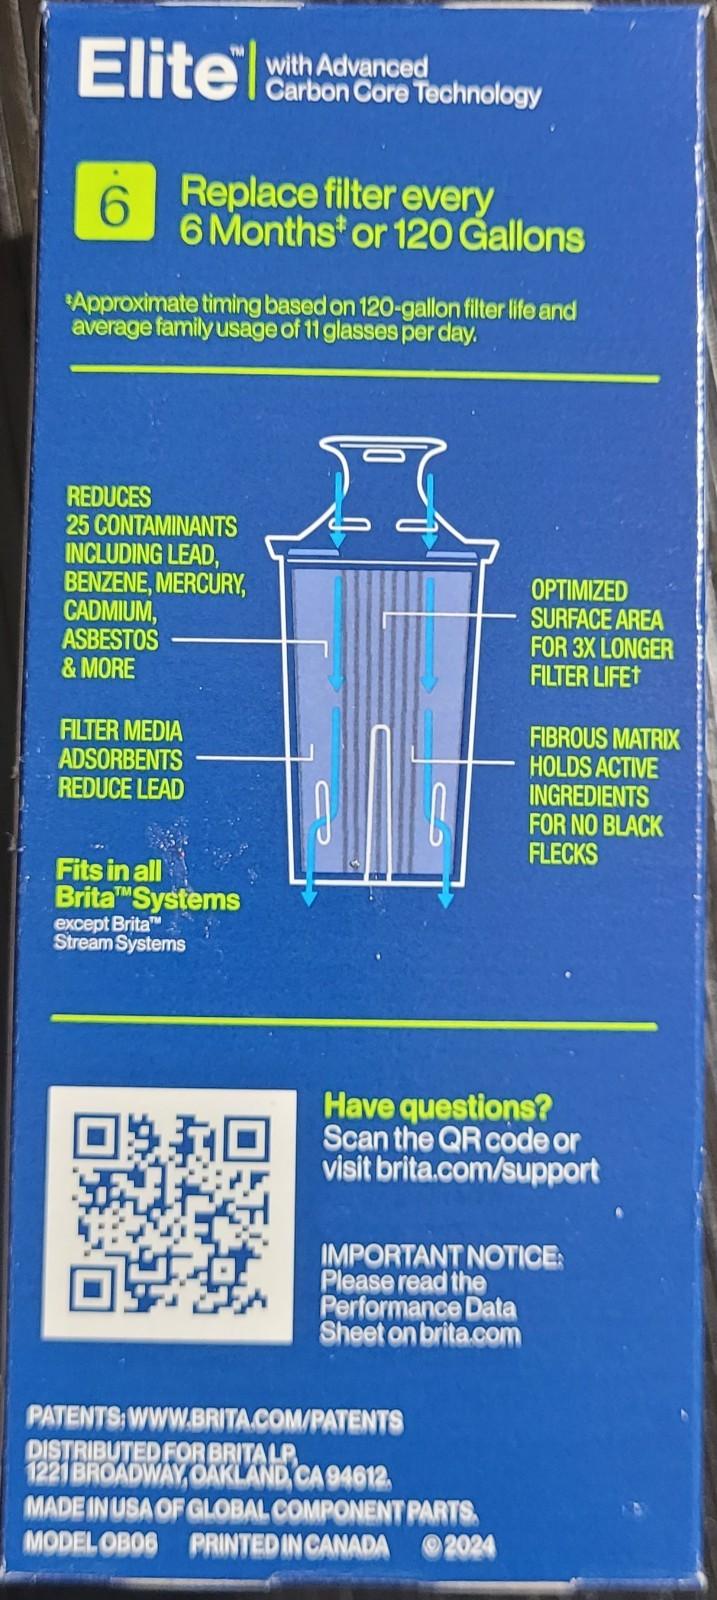 Elite™ | with Advanced
Carbon Core Technology
6
Replace filter every
6 Months‡ or 120 Gallons
‡Approximate timing based on 120-gallon filter life and
average family usage of 11 glasses per day.
REDUCES
25 CONTAMINANTS
INCLUDING LEAD,
BENZENE, MERCURY,
CADMIUM,
ASBESTOS
& MORE
OPTIMIZED
SURFACE AREA
FOR 3X LONGER
FILTER LIFE†
FILTER MEDIA
ADSORBENTS
REDUCE LEAD
FIBROUS MATRIX
HOLDS ACTIVE
INGREDIENTS
FOR NO BLACK
FLECKS
Fits in all
Brita™ Systems
except Brita™
Stream Systems
Have questions?
Scan the QR code or
visit brita.com/support
IMPORTANT NOTICE:
Please read the
Performance Data
Sheet on brita.com
PATENTS: WWW.BRITA.COM/PATENTS
DISTRIBUTED FOR BRITA LP,
1221 BROADWAY, OAKLAND, CA 94612.
MADE IN USA OF GLOBAL COMPONENT PARTS.
MODEL OB06 PRINTED IN CANADA © 2024